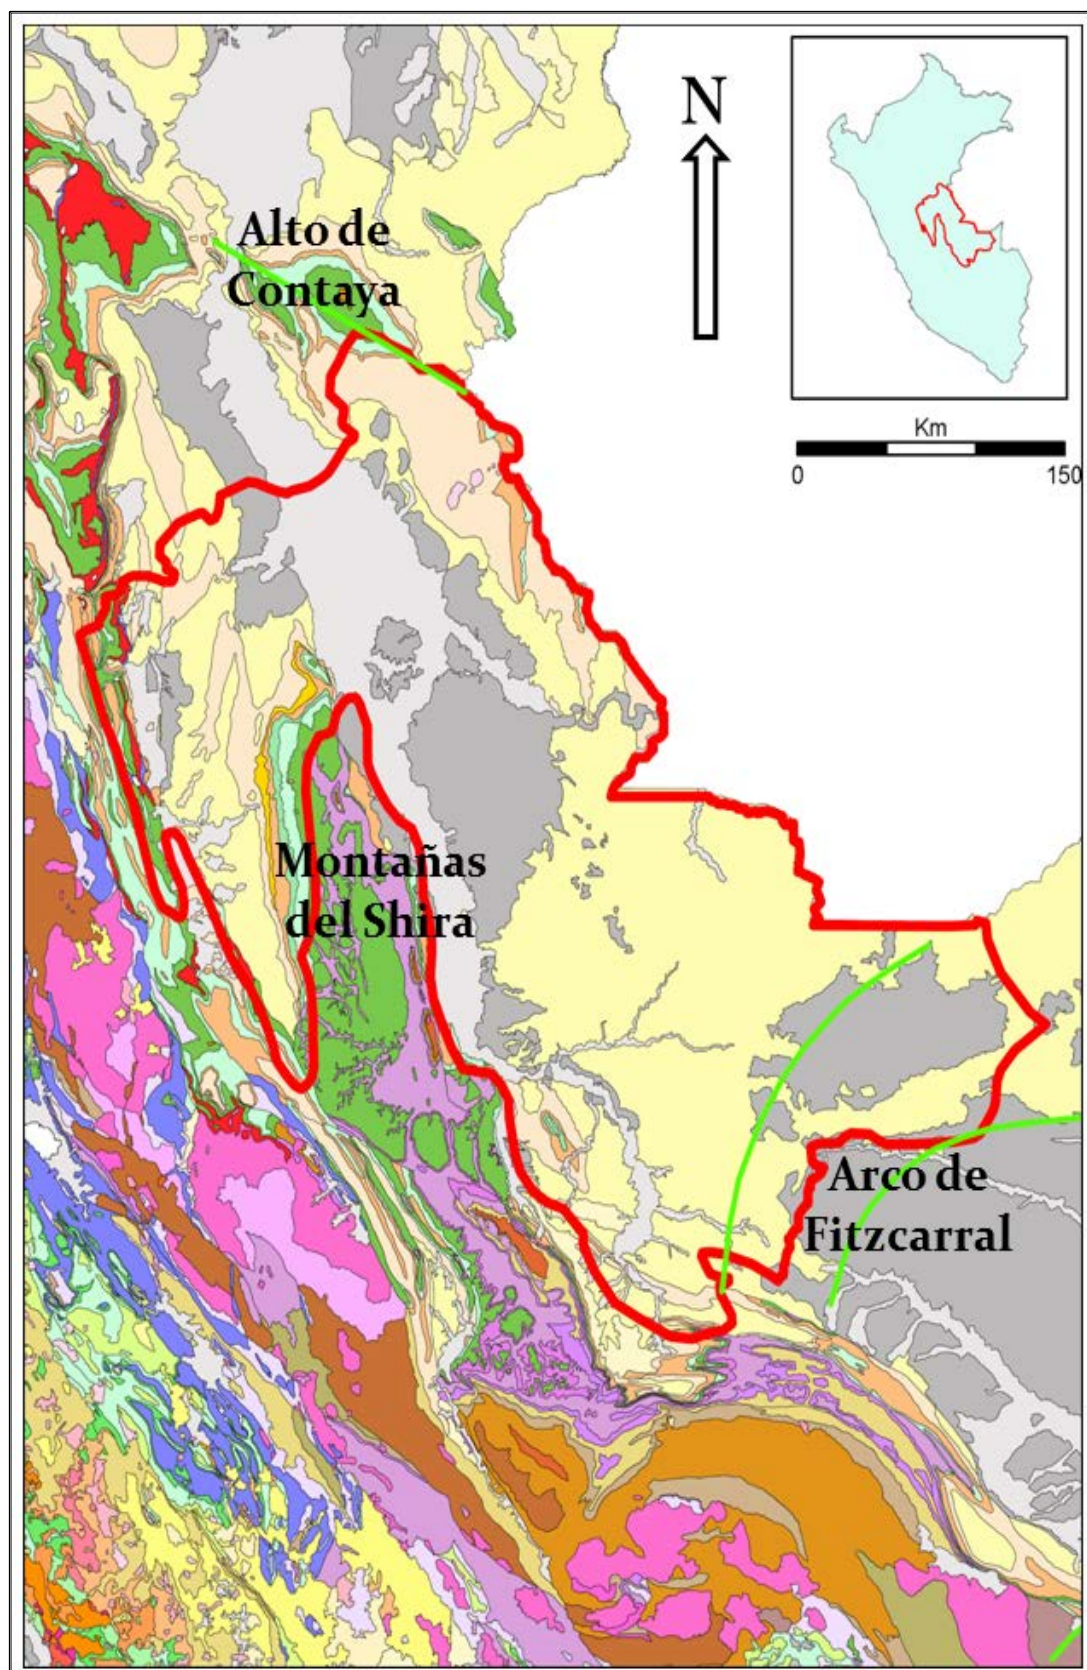 N
Alto de
Contaya
Km
0 150
Montañas
del Shira
Arco de
Fitzcarral